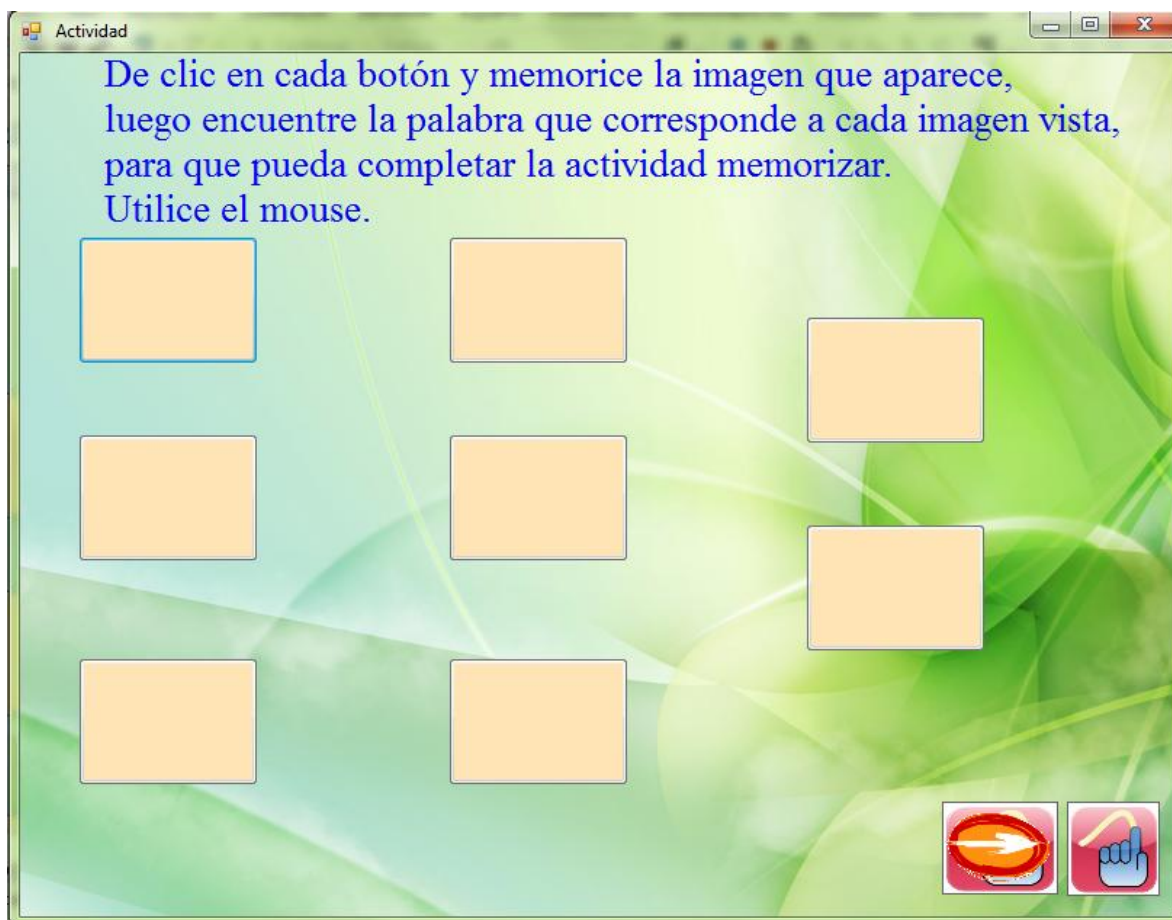 Actividad
De clic en cada botón y memorice la imagen que aparece,
luego encuentre la palabra que corresponde a cada imagen vista,
para que pueda completar la actividad memorizar.
Utilice el mouse.